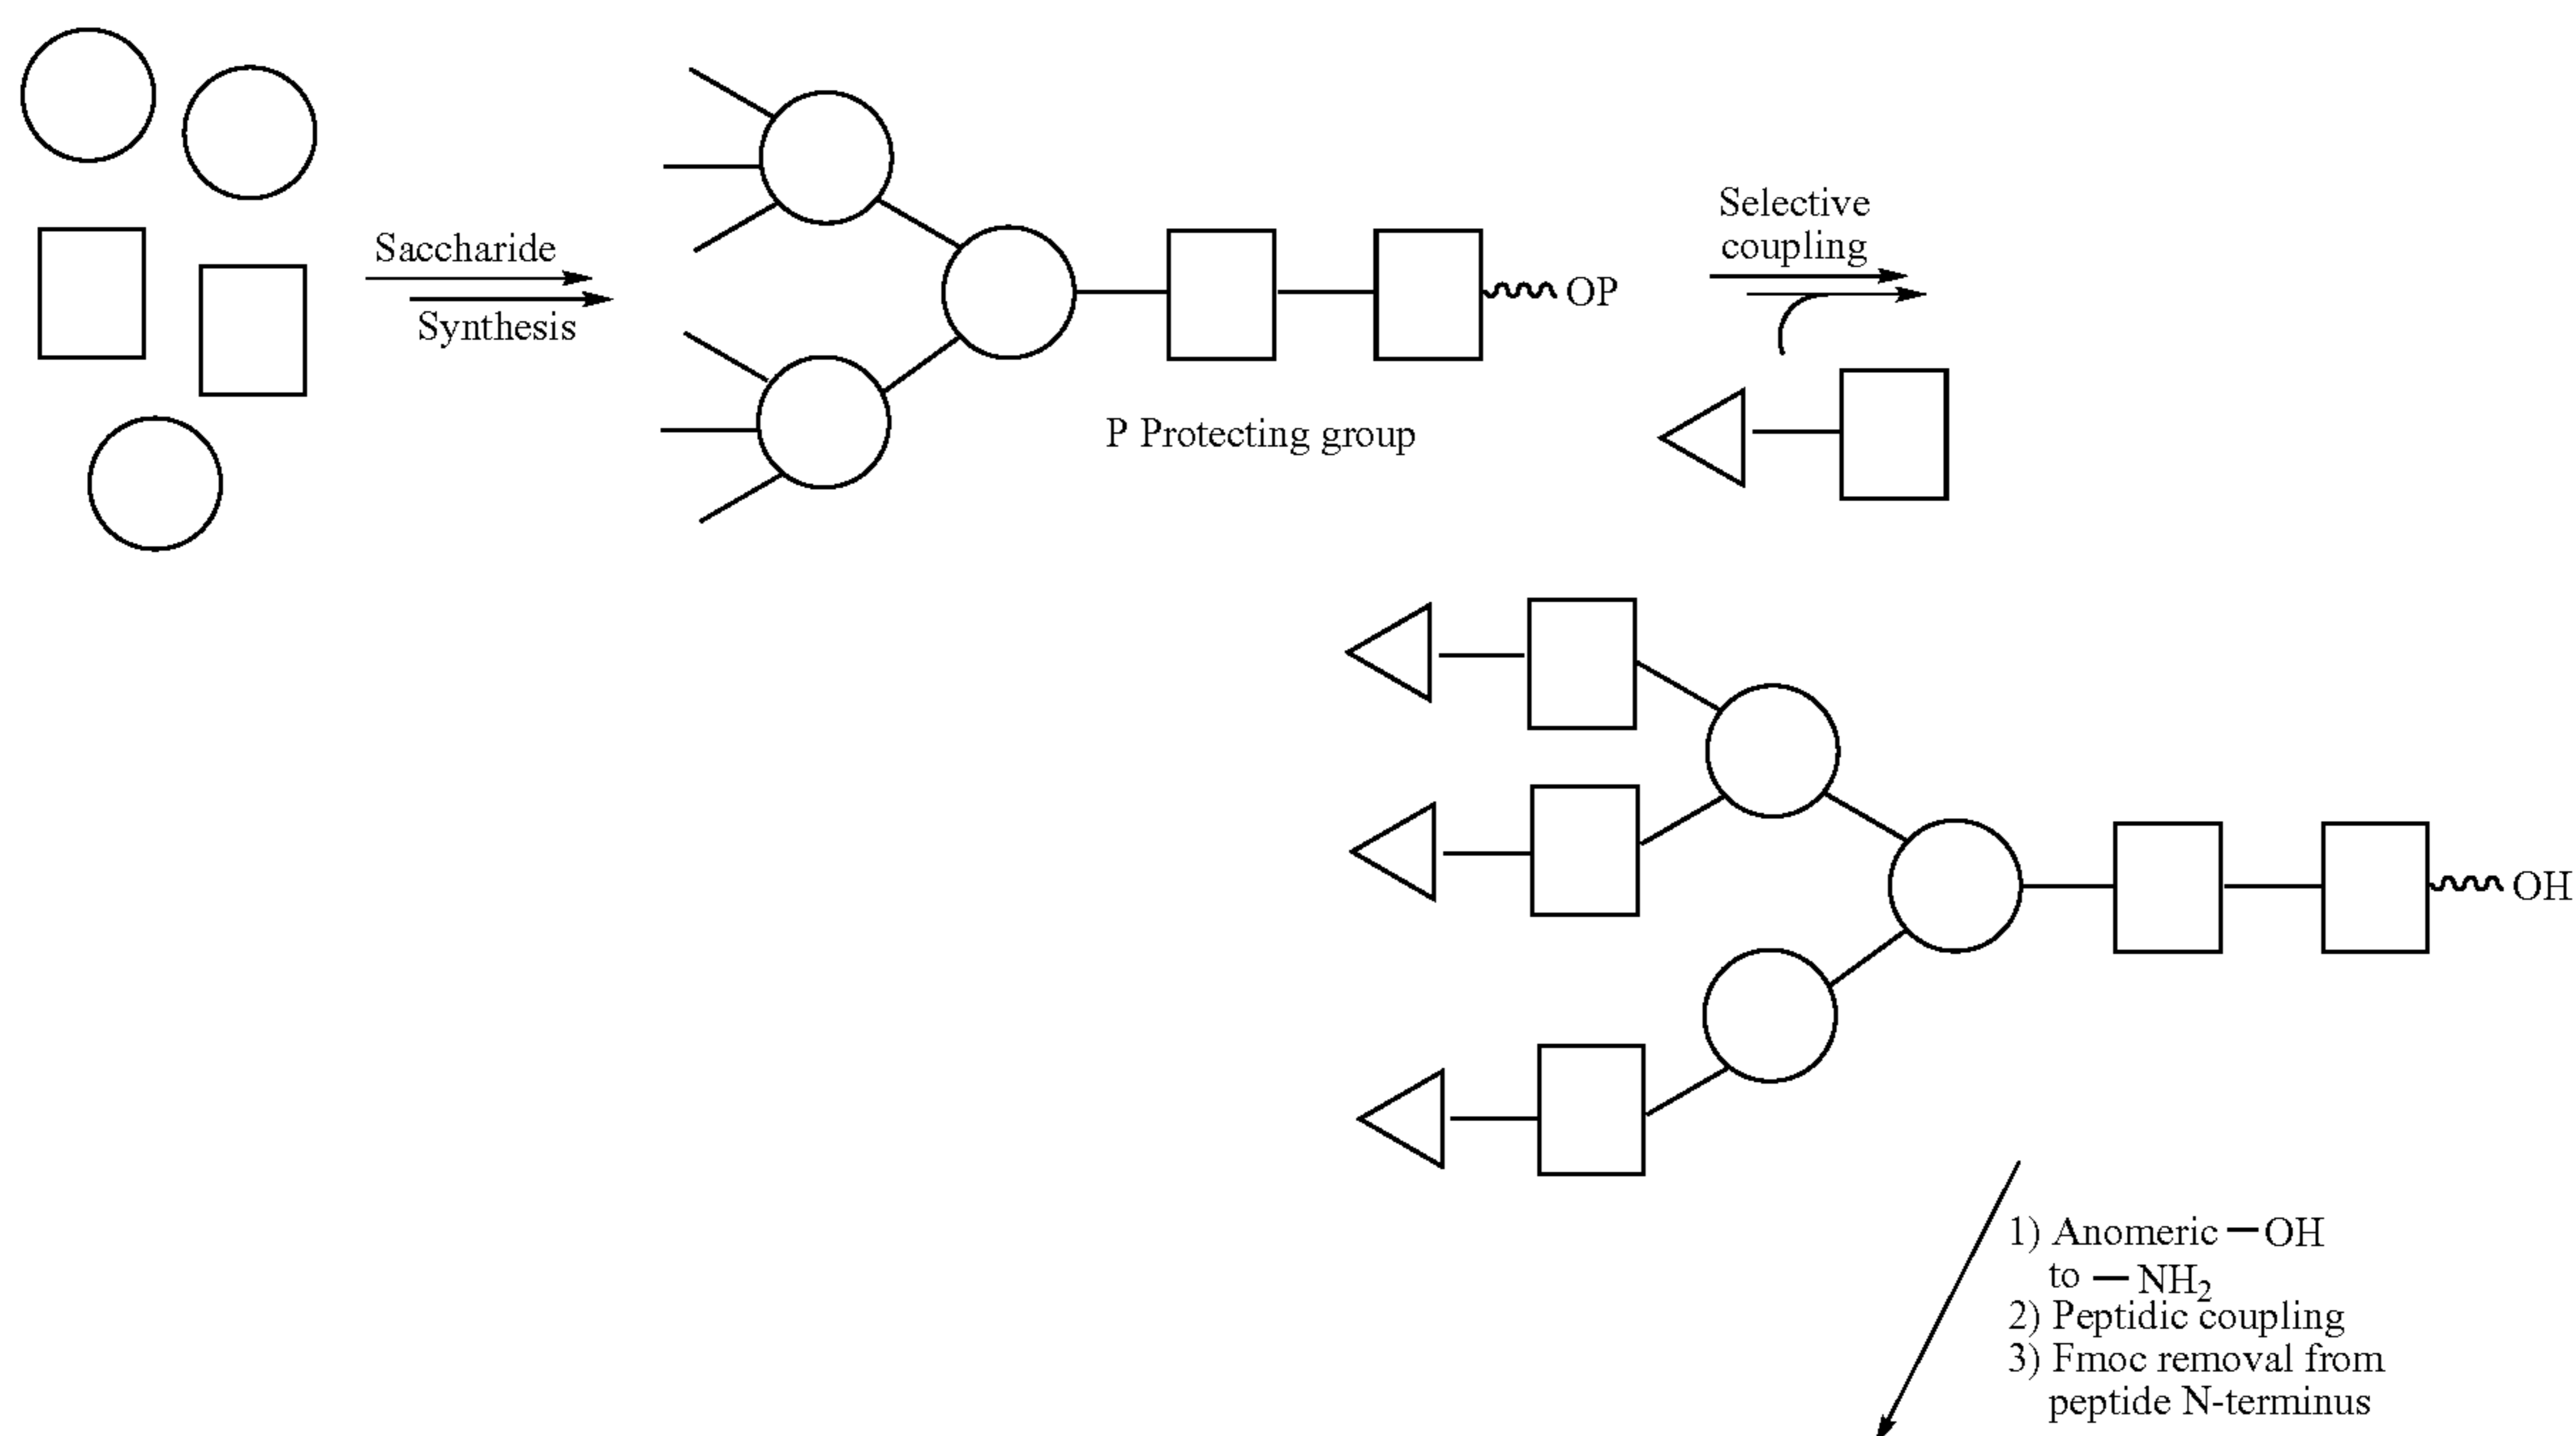 Saccharide
Synthesis
OP
P Protecting group
Selective
coupling
OH
1) Anomeric — OH
to — NH₂
2) Peptidic coupling
3) Fmoc removal from
peptide N-terminus